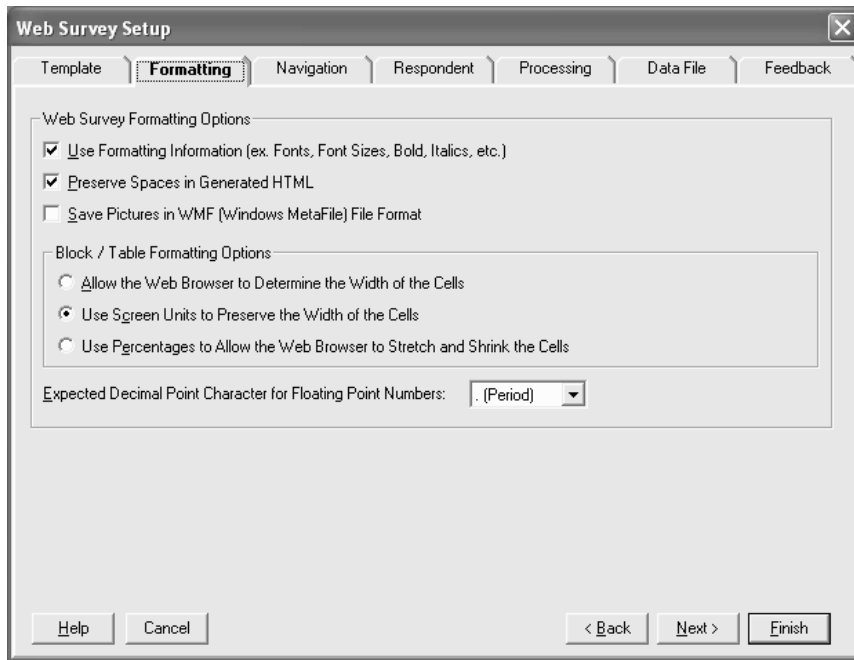 Web Survey Setup
Template Formatting Navigation Respondent Processing Data File Feedback
Web Survey Formatting Options
Use Formatting Information (ex. Fonts, Font Sizes, Bold, Italics, etc.)
Preserve Spaces in Generated HTML
Save Pictures in WMF (Windows MetaFile) File Format
Block / Table Formatting Options
Allow the Web Browser to Determine the Width of the Cells
Use Screen Units to Preserve the Width of the Cells
Use Percentages to Allow the Web Browser to Stretch and Shrink the Cells
Expected Decimal Point Character for Floating Point Numbers: . (Period)
Help Cancel < Back Next > Finish